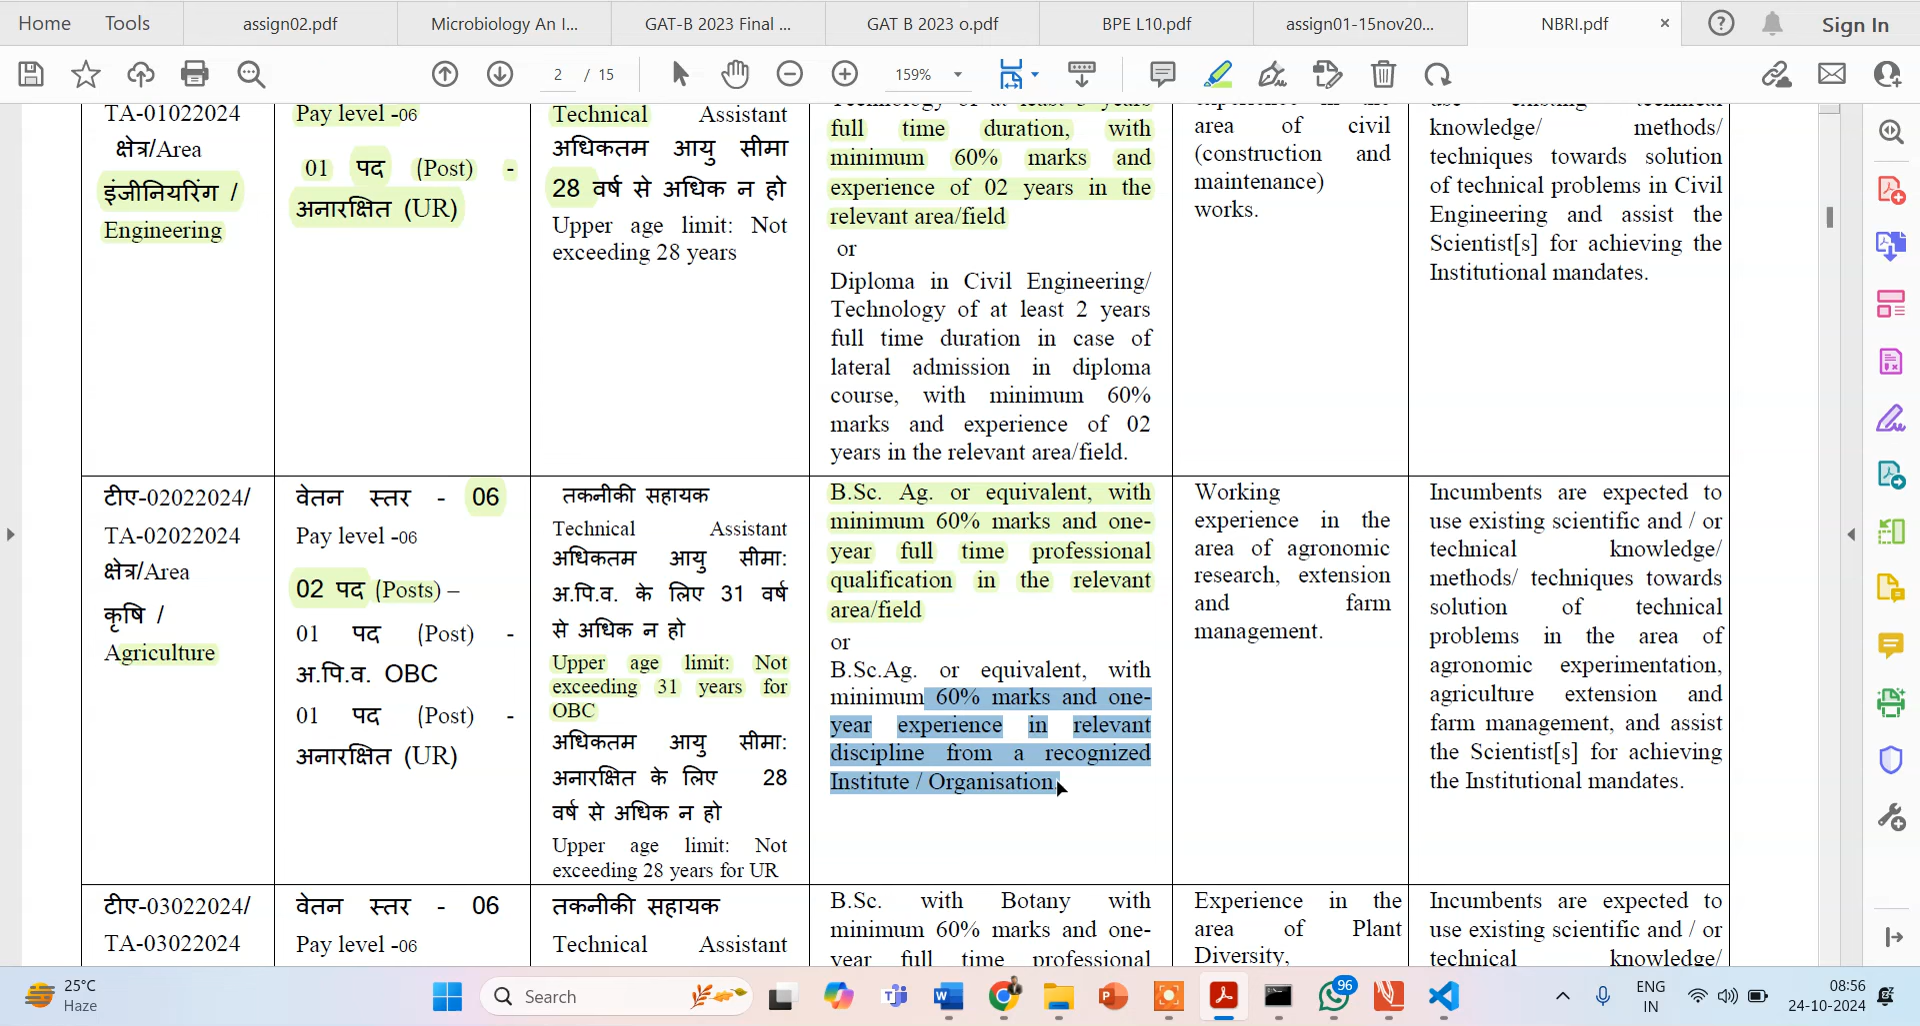 Home Tools assign02.pdf Microbiology An I... GAT-B 2023 Final ... GAT B 2023 o.pdf BPE L10.pdf assign01-15nov20... NBRI.pdf × Sign In
2 / 15 159%
TA-01022024
क्षेत्र/Area
इंजीनियरिंग /
Engineering
Pay level -06
01 पद (Post) -
अनारक्षित (UR)
Technical Assistant
अधिकतम आयु सीमा
28 वर्ष से अधिक न हो
Upper age limit: Not
exceeding 28 years
Technology of at least 3 years
full time duration, with
minimum 60% marks and
experience of 02 years in the
relevant area/field
or
Diploma in Civil Engineering/
Technology of at least 2 years
full time duration in case of
lateral admission in diploma
course, with minimum 60%
marks and experience of 02
years in the relevant area/field.
experience in the
area of civil
(construction and
maintenance)
works.
use existing technical
knowledge/ methods/
techniques towards solution
of technical problems in Civil
Engineering and assist the
Scientist[s] for achieving the
Institutional mandates.
टीए-02022024/
TA-02022024
क्षेत्र/Area
कृषि /
Agriculture
वेतन स्तर - 06
Pay level -06
02 पद (Posts) –
01 पद (Post) -
अ.पि.व. OBC
01 पद (Post) -
अनारक्षित (UR)
तकनीकी सहायक
Technical Assistant
अधिकतम आयु सीमा:
अ.पि.व. के लिए 31 वर्ष
से अधिक न हो
Upper age limit: Not
exceeding 31 years for
OBC
अधिकतम आयु सीमा:
अनारक्षित के लिए 28
वर्ष से अधिक न हो
Upper age limit: Not
exceeding 28 years for UR
B.Sc. Ag. or equivalent, with
minimum 60% marks and one-
year full time professional
qualification in the relevant
area/field
or
B.Sc.Ag. or equivalent, with
minimum 60% marks and one-
year experience in relevant
discipline from a recognized
Institute / Organisation.
Working
experience in the
area of agronomic
research, extension
and farm
management.
Incumbents are expected to
use existing scientific and / or
technical knowledge/
methods/ techniques towards
solution of technical
problems in the area of
agronomic experimentation,
agriculture extension and
farm management, and assist
the Scientist[s] for achieving
the Institutional mandates.
टीए-03022024/
TA-03022024
वेतन स्तर - 06
Pay level -06
तकनीकी सहायक
Technical Assistant
B.Sc. with Botany with
minimum 60% marks and one-
year full time professional
Experience in the
area of Plant
Diversity,
Incumbents are expected to
use existing scientific and / or
technical knowledge/
25°C
Haze
Search
96
ENG
IN
08:56
24-10-2024